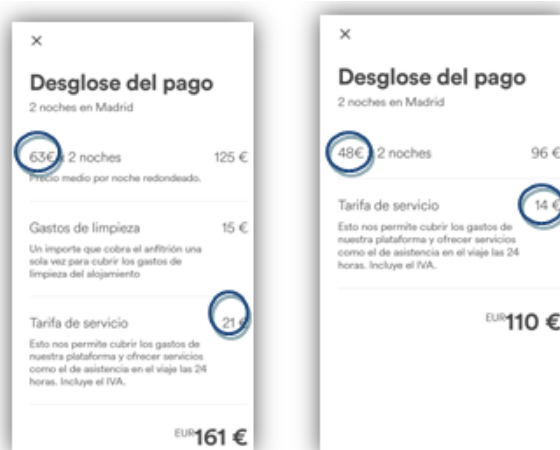 ×
Desglose del pago
2 noches en Madrid
63€ x 2 noches 125 €
Precio medio por noche redondeado.
Gastos de limpieza 15 €
Un importe que cobra el anfitrión una
sola vez para cubrir los gastos de
limpieza del alojamiento
Tarifa de servicio 21 €
Esto nos permite cubrir los gastos de
nuestra plataforma y ofrecer servicios
como el de asistencia en el viaje las 24
horas. Incluye el IVA.
EUR161 €
×
Desglose del pago
2 noches en Madrid
48€ x 2 noches 96 €
Tarifa de servicio 14 €
Esto nos permite cubrir los gastos de
nuestra plataforma y ofrecer servicios
como el de asistencia en el viaje las 24
horas. Incluye el IVA.
EUR110 €